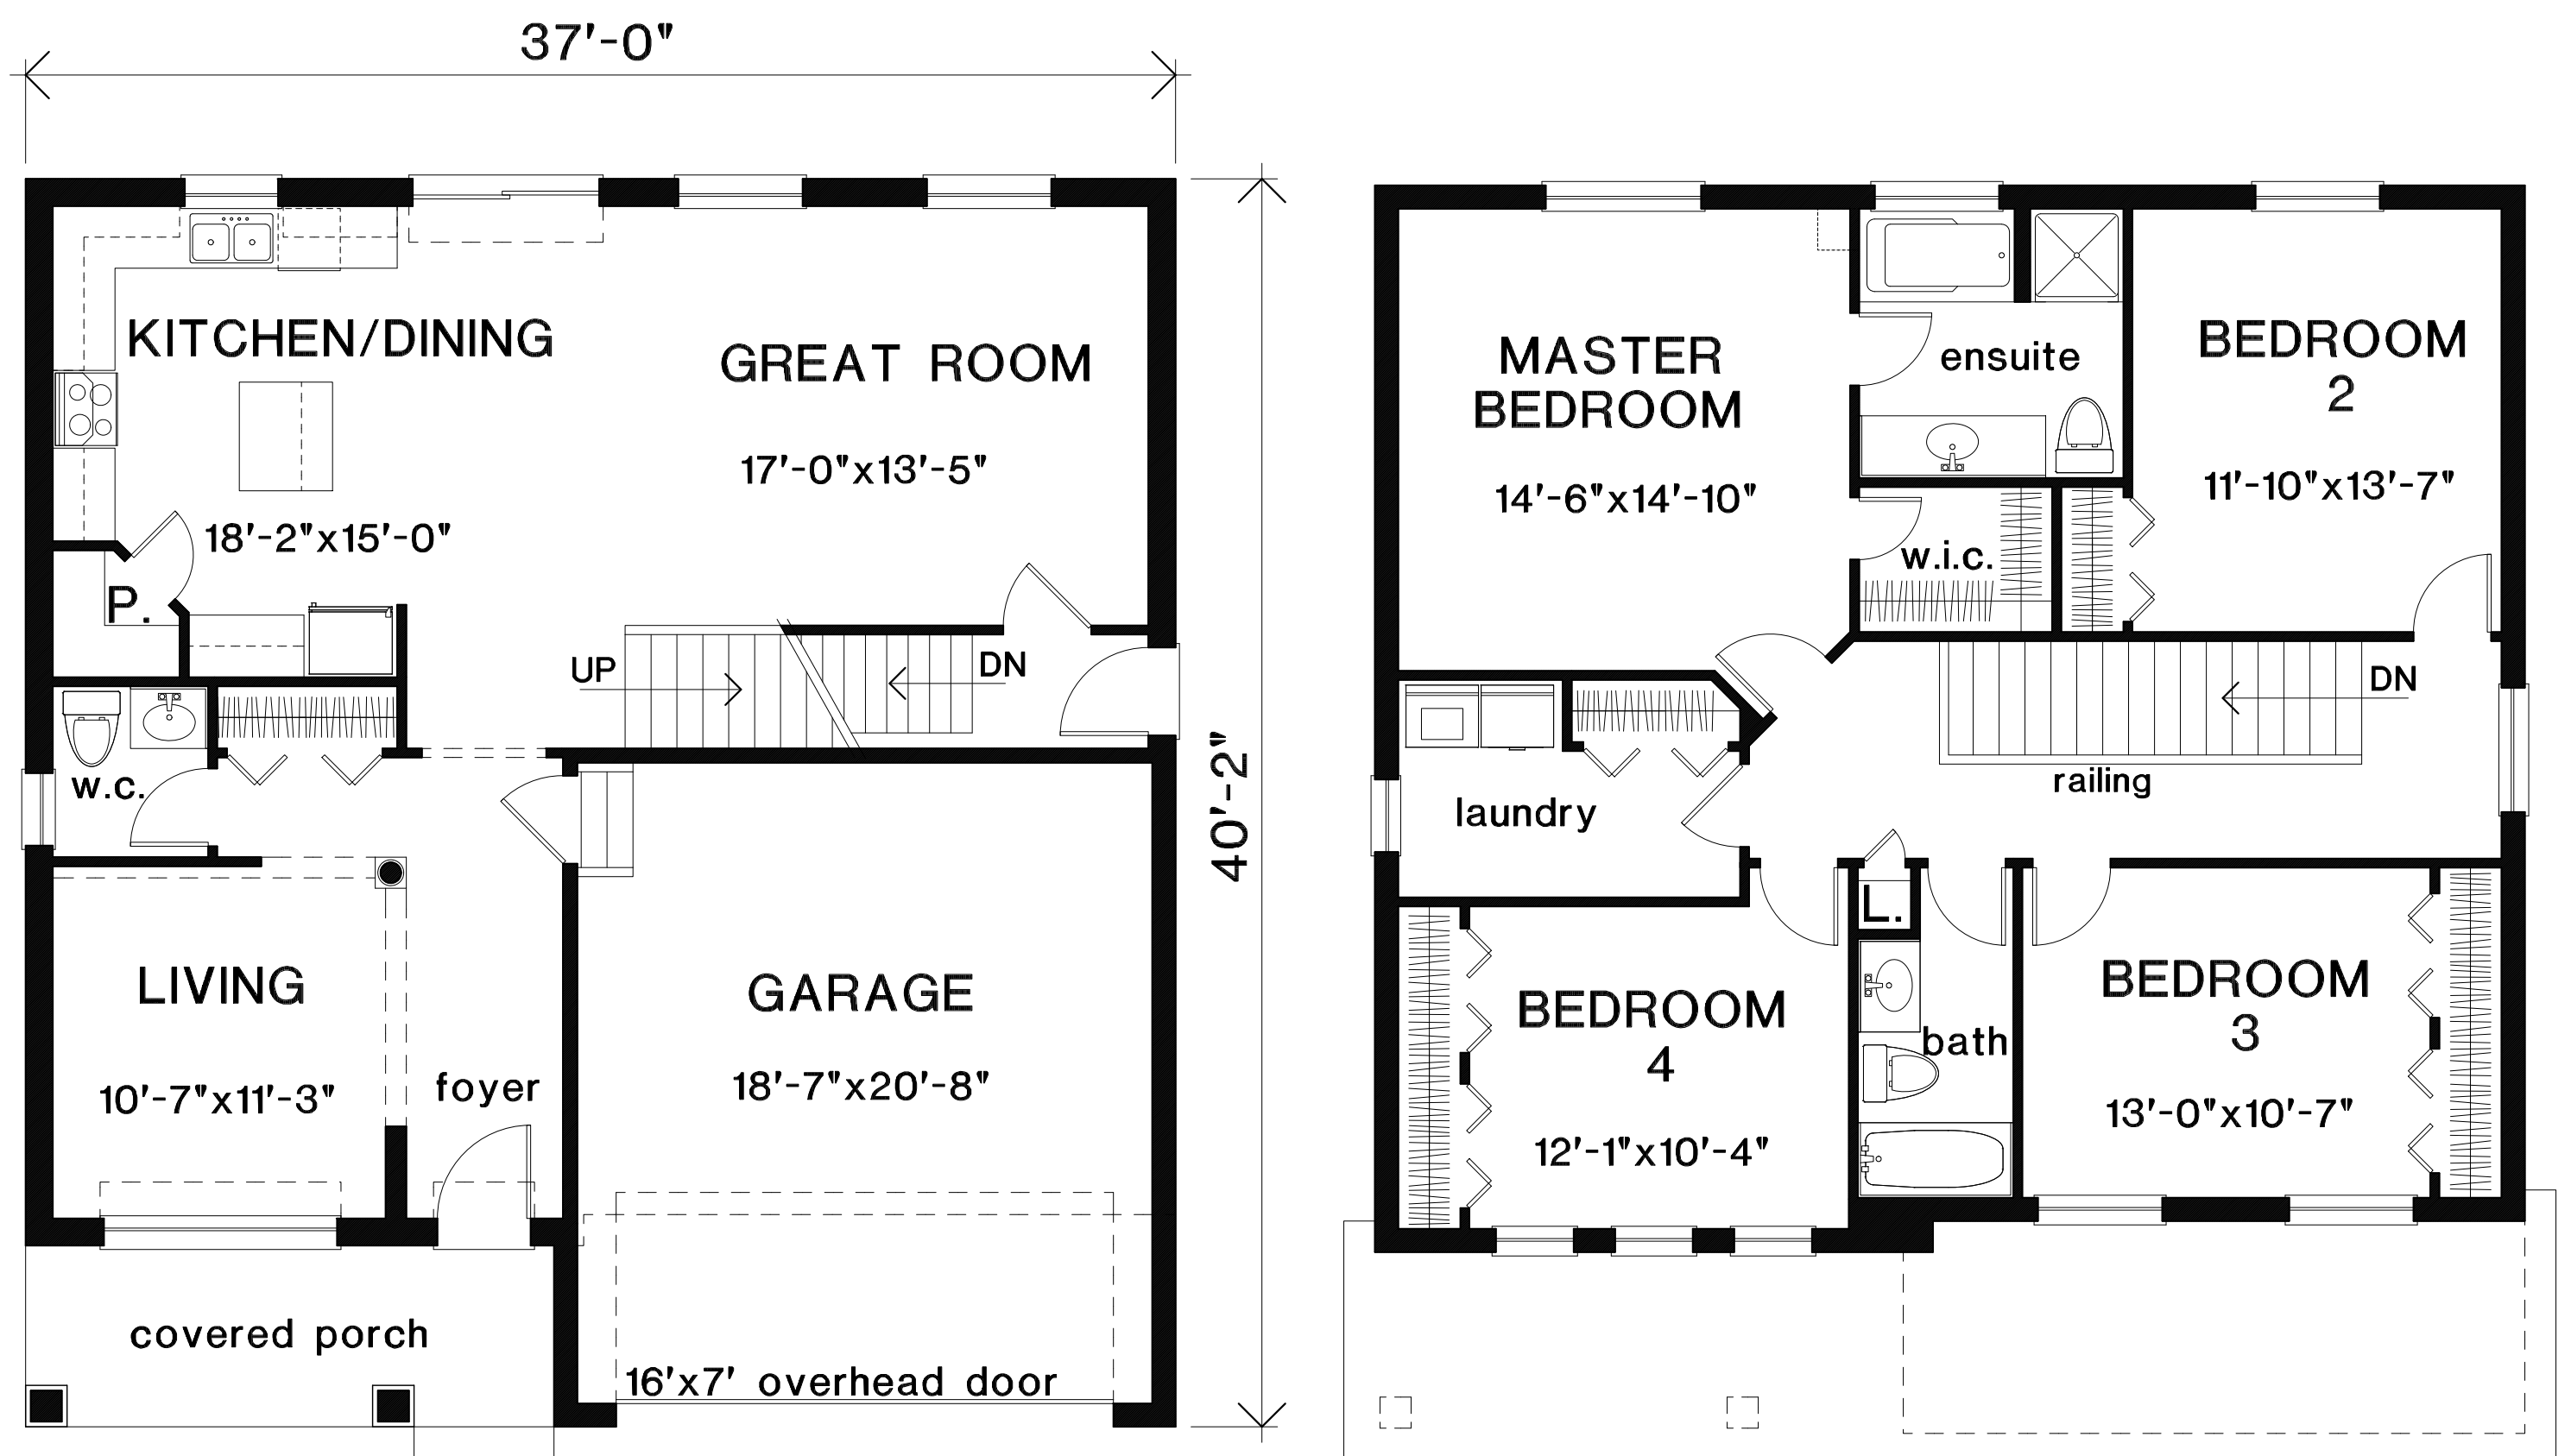 37'-0"
KITCHEN/DINING
18'-2"x15'-0"
GREAT ROOM
17'-0"x13'-5"
P.
UP
DN
w.c.
40'-2"
LIVING
10'-7"x11'-3"
foyer
GARAGE
18'-7"x20'-8"
covered porch
16'x7' overhead door
MASTER
BEDROOM
14'-6"x14'-10"
ensuite
BEDROOM
2
11'-10"x13'-7"
w.i.c.
DN
railing
laundry
L.
BEDROOM
4
12'-1"x10'-4"
bath
BEDROOM
3
13'-0"x10'-7"